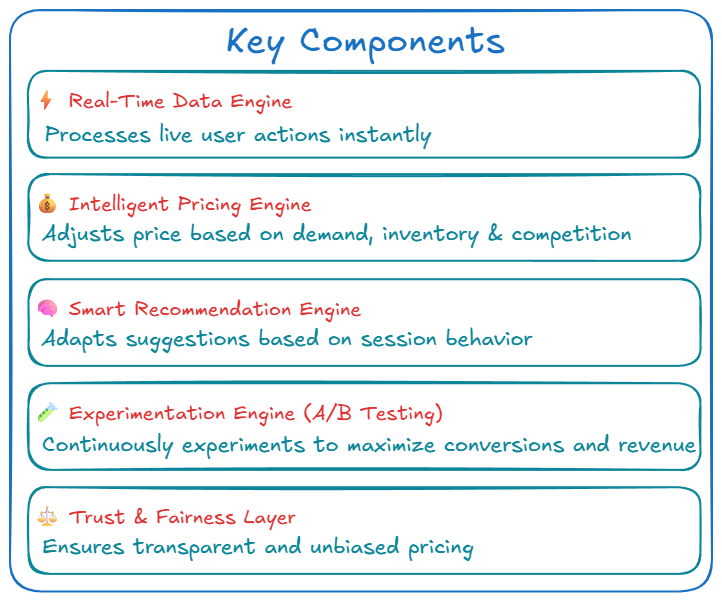 Key Components
⚡ Real-Time Data Engine
Processes live user actions instantly
💰 Intelligent Pricing Engine
Adjusts price based on demand, inventory & competition
🧠 Smart Recommendation Engine
Adapts suggestions based on session behavior
🧪 Experimentation Engine (A/B Testing)
Continuously experiments to maximize conversions and revenue
⚖️ Trust & Fairness Layer
Ensures transparent and unbiased pricing